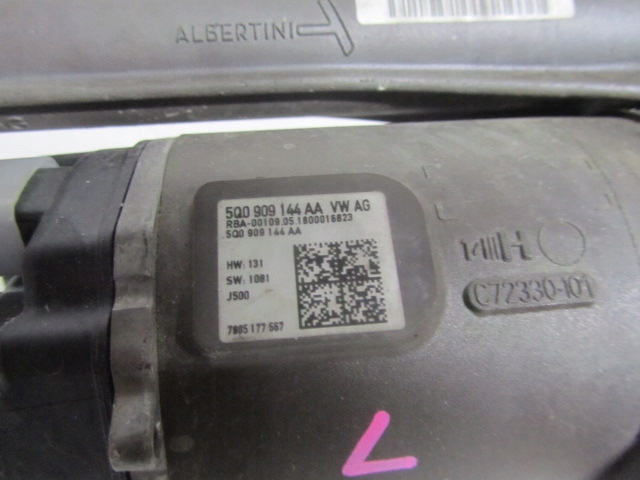 ALBERTINI
5Q0 909 144 AA VW AG
RBA-00109.05.1800016823
5Q0 909 144 AA
HW: 131
SW: 1081
J500
7805 177 567
C72330-101